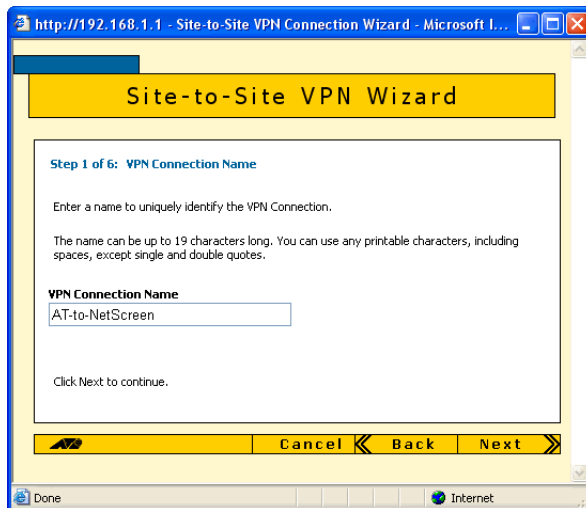 http://192.168.1.1 - Site-to-Site VPN Connection Wizard - Microsoft I...
Site-to-Site VPN Wizard
Step 1 of 6: VPN Connection Name
Enter a name to uniquely identify the VPN Connection.
The name can be up to 19 characters long. You can use any printable characters, including
spaces, except single and double quotes.
VPN Connection Name
AT-to-NetScreen
Click Next to continue.
Cancel Back Next
Done Internet